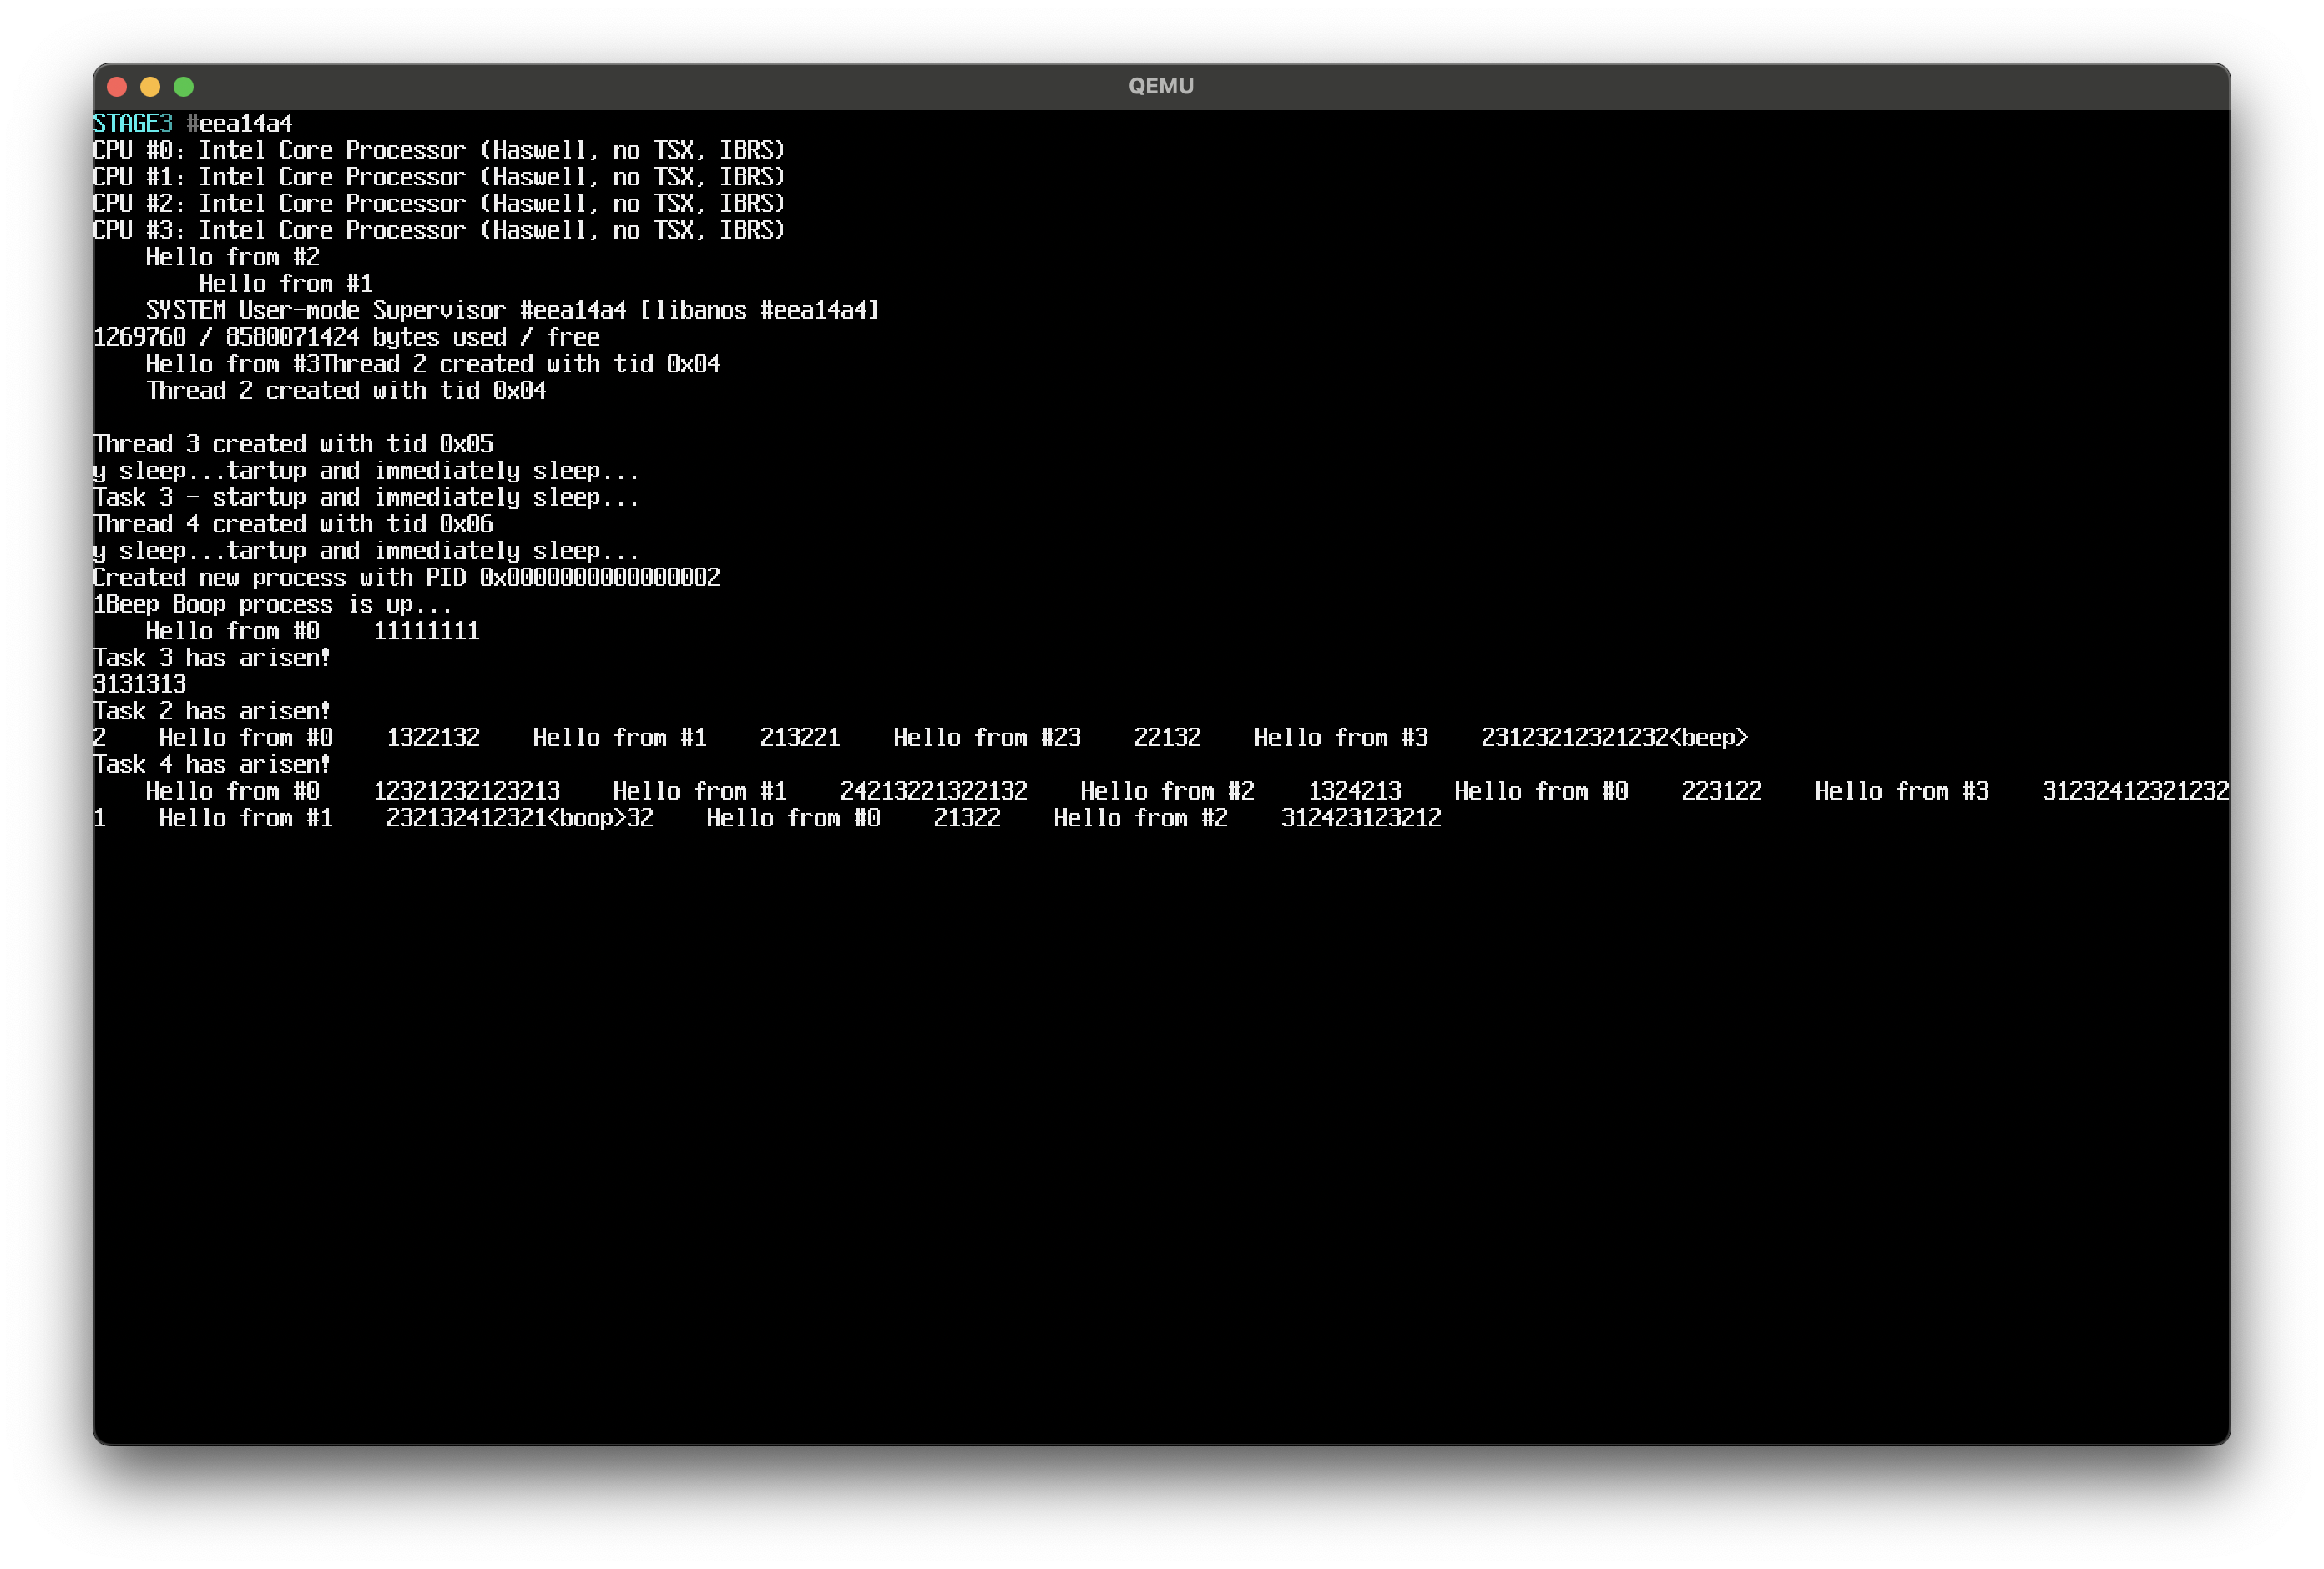 QEMU
STAGE3 #eea14a4
CPU #0: Intel Core Processor (Haswell, no TSX, IBRS)
CPU #1: Intel Core Processor (Haswell, no TSX, IBRS)
CPU #2: Intel Core Processor (Haswell, no TSX, IBRS)
CPU #3: Intel Core Processor (Haswell, no TSX, IBRS)
    Hello from #2
        Hello from #1
    SYSTEM User-mode Supervisor #eea14a4 [libanos #eea14a4]
1269760 / 8580071424 bytes used / free
    Hello from #3Thread 2 created with tid 0x04
    Thread 2 created with tid 0x04
Thread 3 created with tid 0x05
y sleep...tartup and immediately sleep...
Task 3 - startup and immediately sleep...
Thread 4 created with tid 0x06
y sleep...tartup and immediately sleep...
Created new process with PID 0x0000000000000002
1Beep Boop process is up...
    Hello from #0    11111111
Task 3 has arisen!
3131313
Task 2 has arisen!
2    Hello from #0    1322132    Hello from #1    213221    Hello from #23    22132    Hello from #3    23123212321232<beep>
Task 4 has arisen!
    Hello from #0    12321232123213    Hello from #1    24213221322132    Hello from #2    1324213    Hello from #0    223122    Hello from #3    31232412321232
1    Hello from #1    232132412321<boop>32    Hello from #0    21322    Hello from #2    312423123212